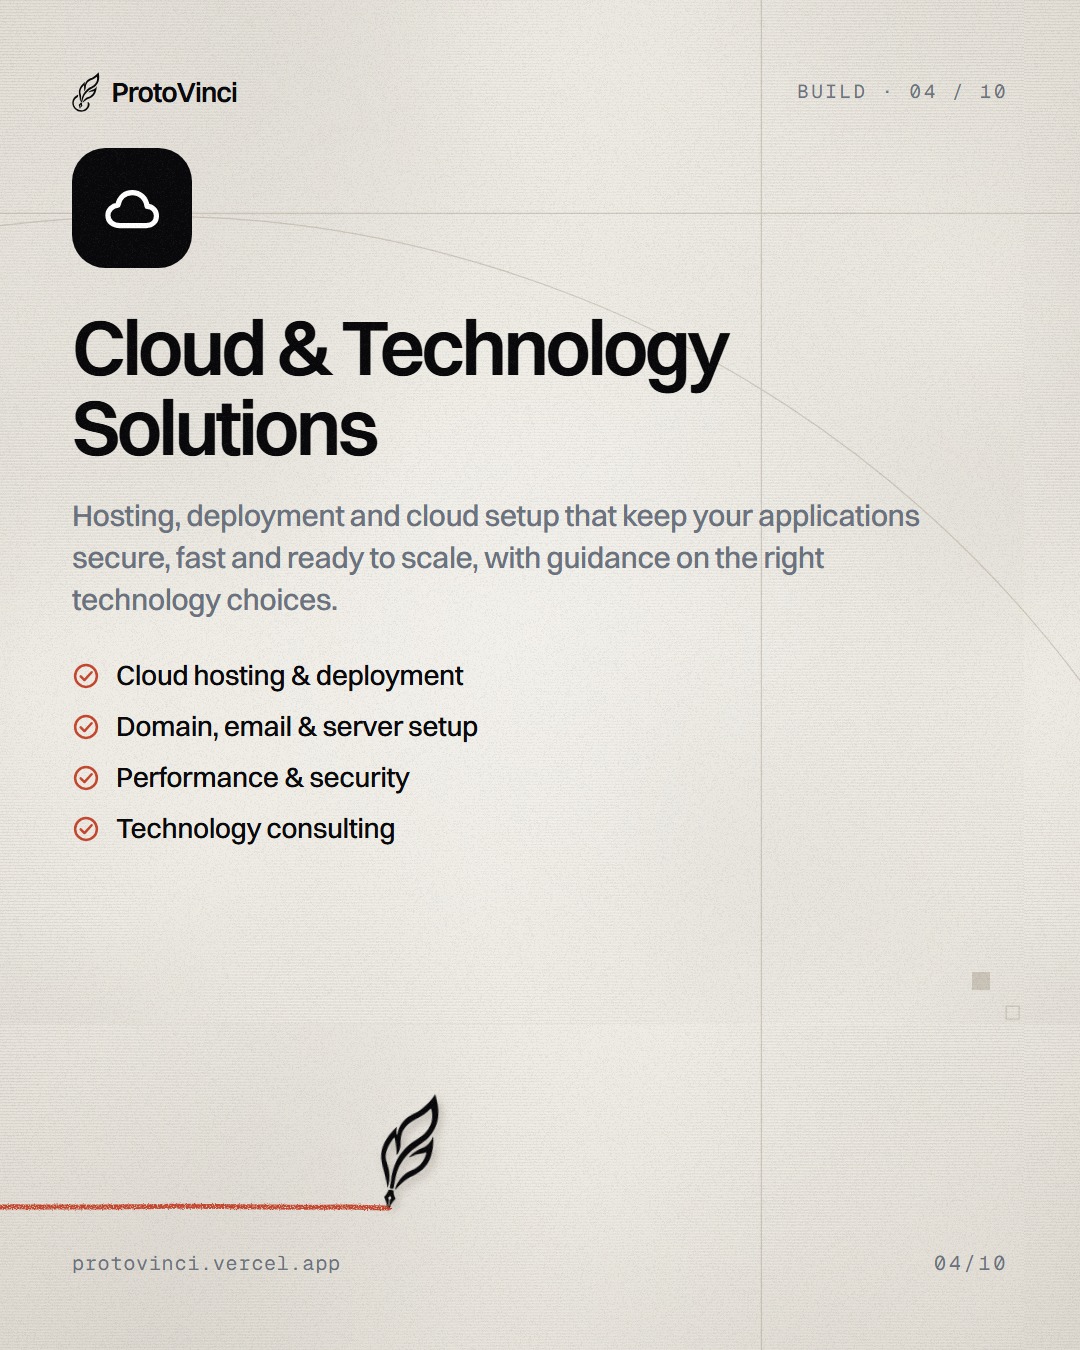 ProtoVinci
BUILD · 04 / 10
Cloud & Technology
Solutions
Hosting, deployment and cloud setup that keep your applications
secure, fast and ready to scale, with guidance on the right
technology choices.
Cloud hosting & deployment
Domain, email & server setup
Performance & security
Technology consulting
protovinci.vercel.app
04/10